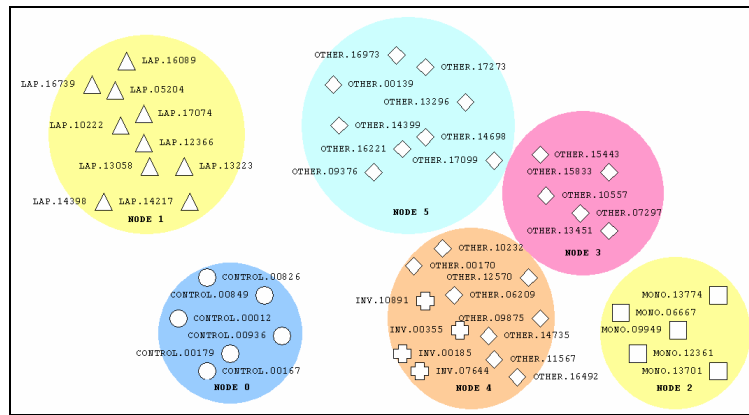 LAP.16089
LAP.16739
LAP.05204
LAP.17074
LAP.10222
LAP.12366
LAP.13058
LAP.13223
LAP.14398
LAP.14217
NODE 1
OTHER.16973
OTHER.17273
OTHER.00139
OTHER.13296
OTHER.14399
OTHER.14698
OTHER.16221
OTHER.17099
OTHER.09376
NODE 5
OTHER.15443
OTHER.15833
OTHER.10557
OTHER.07297
OTHER.13451
NODE 3
CONTROL.00826
CONTROL.00849
CONTROL.00012
CONTROL.00936
CONTROL.00179
CONTROL.00167
NODE 0
OTHER.10232
OTHER.00170
OTHER.12570
INV.10891
OTHER.06209
OTHER.09875
INV.00355
OTHER.14735
INV.00185
OTHER.11567
INV.07644
OTHER.16492
NODE 4
MONO.13774
MONO.06667
MONO.09949
MONO.12361
MONO.13701
NODE 2